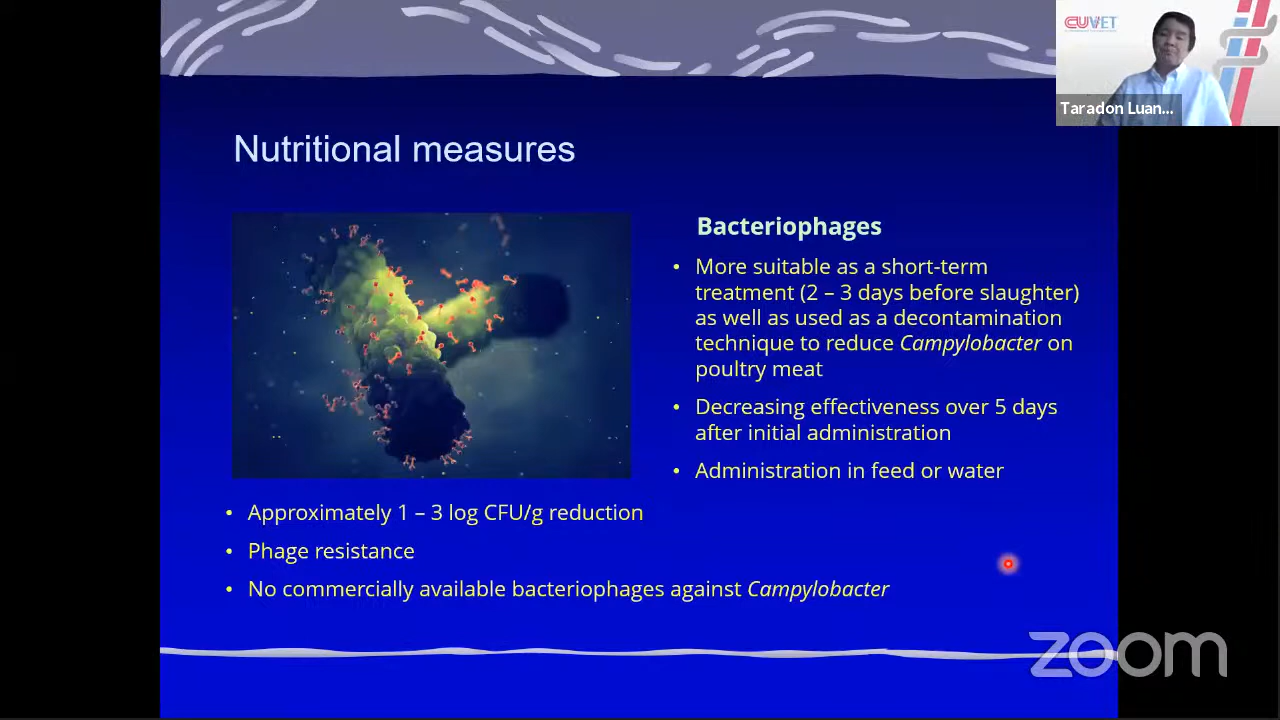 CUVET
Taradon Luan...
Nutritional measures
Bacteriophages
• More suitable as a short-term
treatment (2 – 3 days before slaughter)
as well as used as a decontamination
technique to reduce Campylobacter on
poultry meat
• Decreasing effectiveness over 5 days
after initial administration
• Administration in feed or water
• Approximately 1 – 3 log CFU/g reduction
• Phage resistance
• No commercially available bacteriophages against Campylobacter
zoom